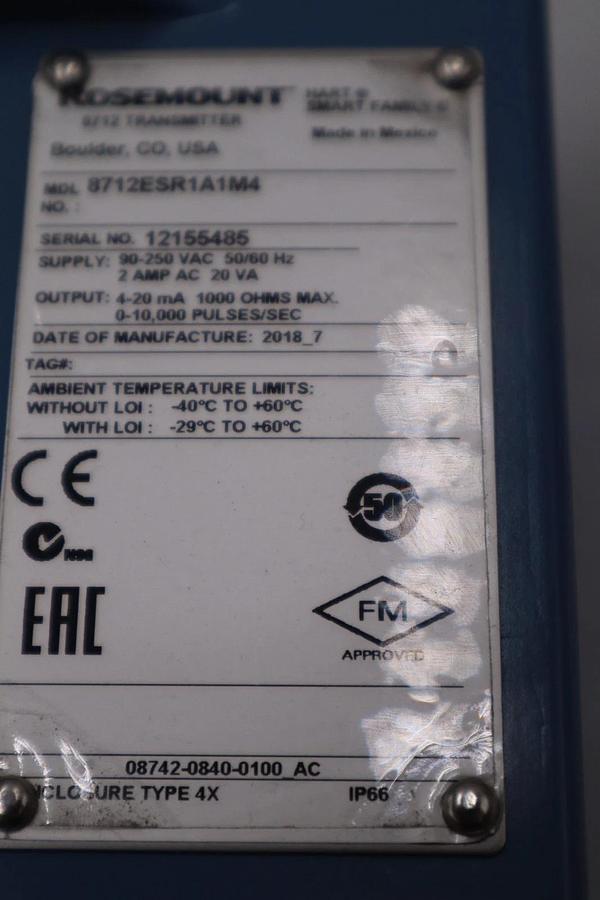 ROSEMOUNT HART®
8712 TRANSMITTER SMART FAMILY®
Boulder, CO, USA Made in Mexico
MDL 8712ESR1A1M4
NO. :
SERIAL NO. 12155485
SUPPLY: 90-250 VAC 50/60 Hz
2 AMP AC 20 VA
OUTPUT: 4-20 mA 1000 OHMS MAX.
0-10,000 PULSES/SEC
DATE OF MANUFACTURE: 2018_7
TAG#:
AMBIENT TEMPERATURE LIMITS:
WITHOUT LOI : -40°C TO +60°C
WITH LOI : -29°C TO +60°C
CE
50
N96
EAC
FM
APPROVED
08742-0840-0100_AC
ENCLOSURE TYPE 4X IP66